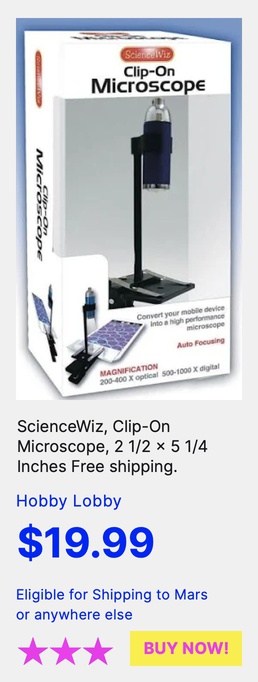 ScienceWiz
Clip-On
Microscope
Clip-On
Microscope
Convert your mobile device
into a high performance
microscope
Auto Focusing
MAGNIFICATION
200-400 X optical 500-1000 X digital
ScienceWiz, Clip-On
Microscope, 2 1/2 x 5 1/4
Inches Free shipping.
Hobby Lobby
$19.99
Eligible for Shipping to Mars
or anywhere else
BUY NOW!